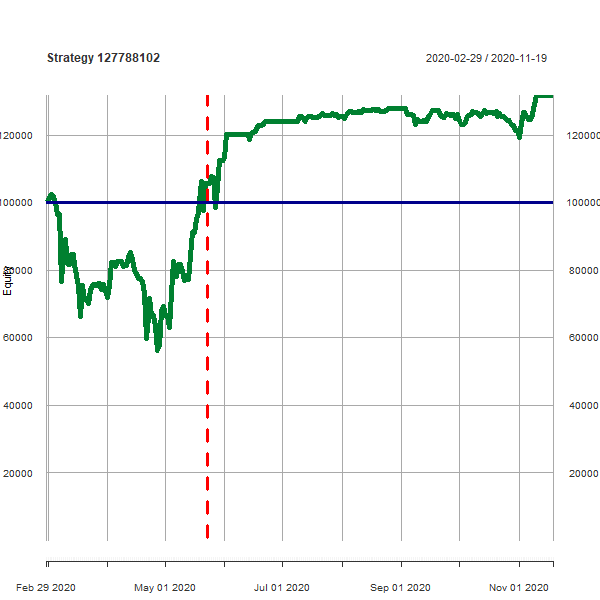 Strategy 127788102
2020-02-29 / 2020-11-19
120000
120000
100000
100000
80000
80000
Equity
60000
60000
40000
40000
20000
20000
Feb 29 2020
May 01 2020
Jul 01 2020
Sep 01 2020
Nov 01 2020